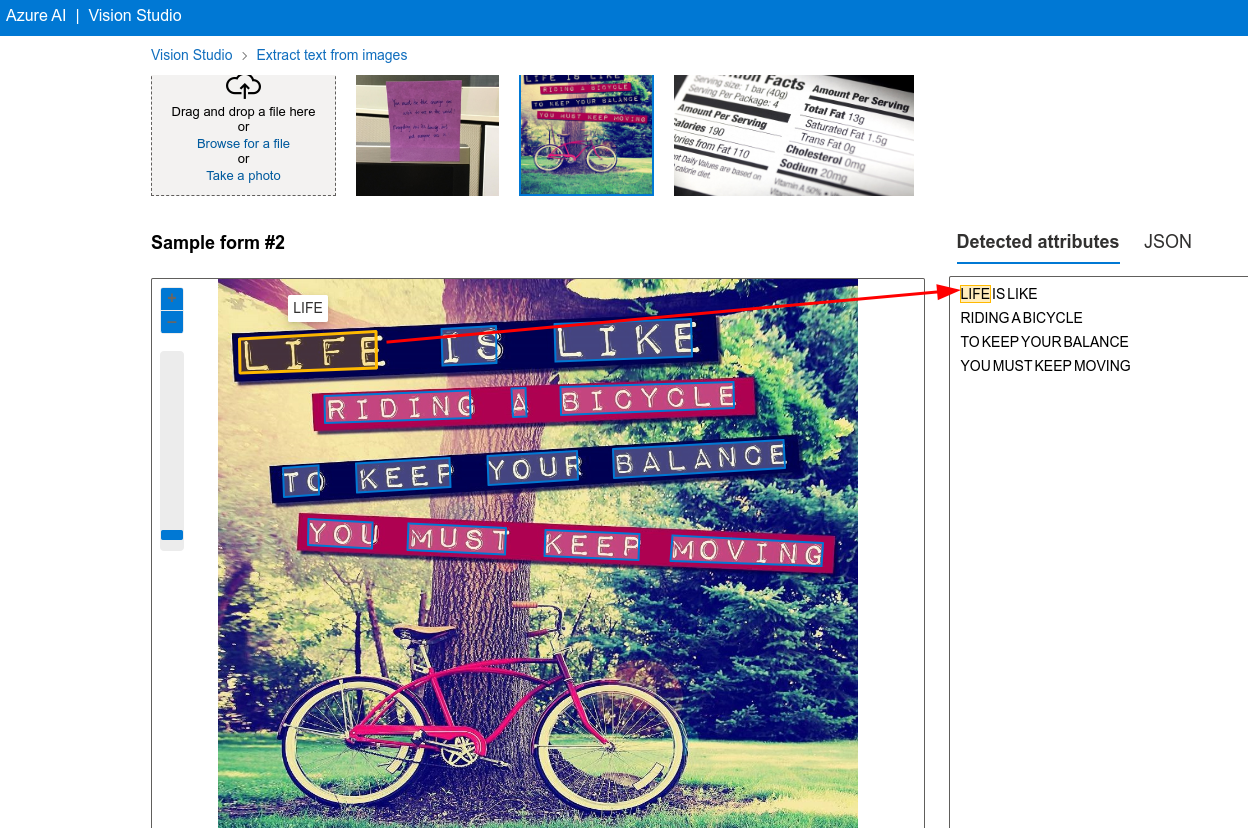 Azure AI | Vision Studio
Vision Studio > Extract text from images
Drag and drop a file here
or
Browse for a file
or
Take a photo
LIFE IS LIKE
RIDING A BICYCLE
TO KEEP YOUR BALANCE
YOU MUST KEEP MOVING
Nutrition Facts
Serving size: 1 bar (40g)
Serving Per Package: 4
Amount Per Serving
Calories 190
Calories from Fat 110
Amount Per Serving
Total Fat 13g
Saturated Fat 1.5g
Trans Fat 0g
Cholesterol 0mg
Sodium 20mg
Vitamin A 50%
Sample form #2
Detected attributes JSON
+
−
LIFE
LIFE IS LIKE
RIDING A BICYCLE
TO KEEP YOUR BALANCE
YOU MUST KEEP MOVING
LIFE IS LIKE
RIDING A BICYCLE
TO KEEP YOUR BALANCE
YOU MUST KEEP MOVING